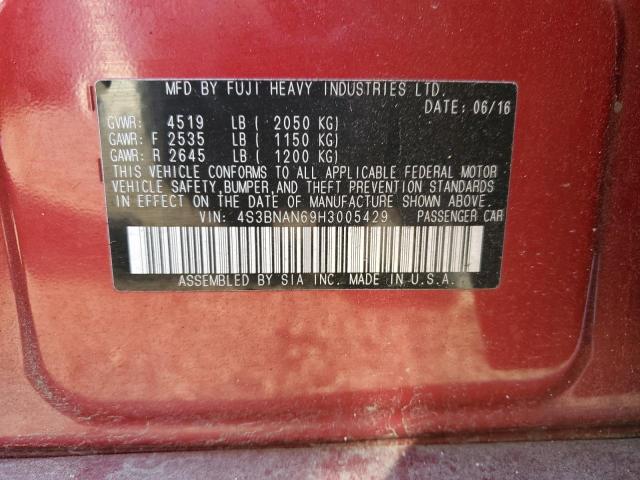 MFD BY FUJI HEAVY INDUSTRIES LTD.
DATE: 06/16
GVWR: 4519 LB ( 2050 KG)
GAWR: F 2535 LB ( 1150 KG)
GAWR: R 2645 LB ( 1200 KG)
THIS VEHICLE CONFORMS TO ALL APPLICABLE FEDERAL MOTOR
VEHICLE SAFETY,BUMPER,AND THEFT PREVENTION STANDARDS
IN EFFECT ON THE DATE OF MANUFACTURE SHOWN ABOVE.
VIN: 4S3BNAN69H3005429 PASSENGER CAR
ASSEMBLED BY SIA INC. MADE IN U.S.A.